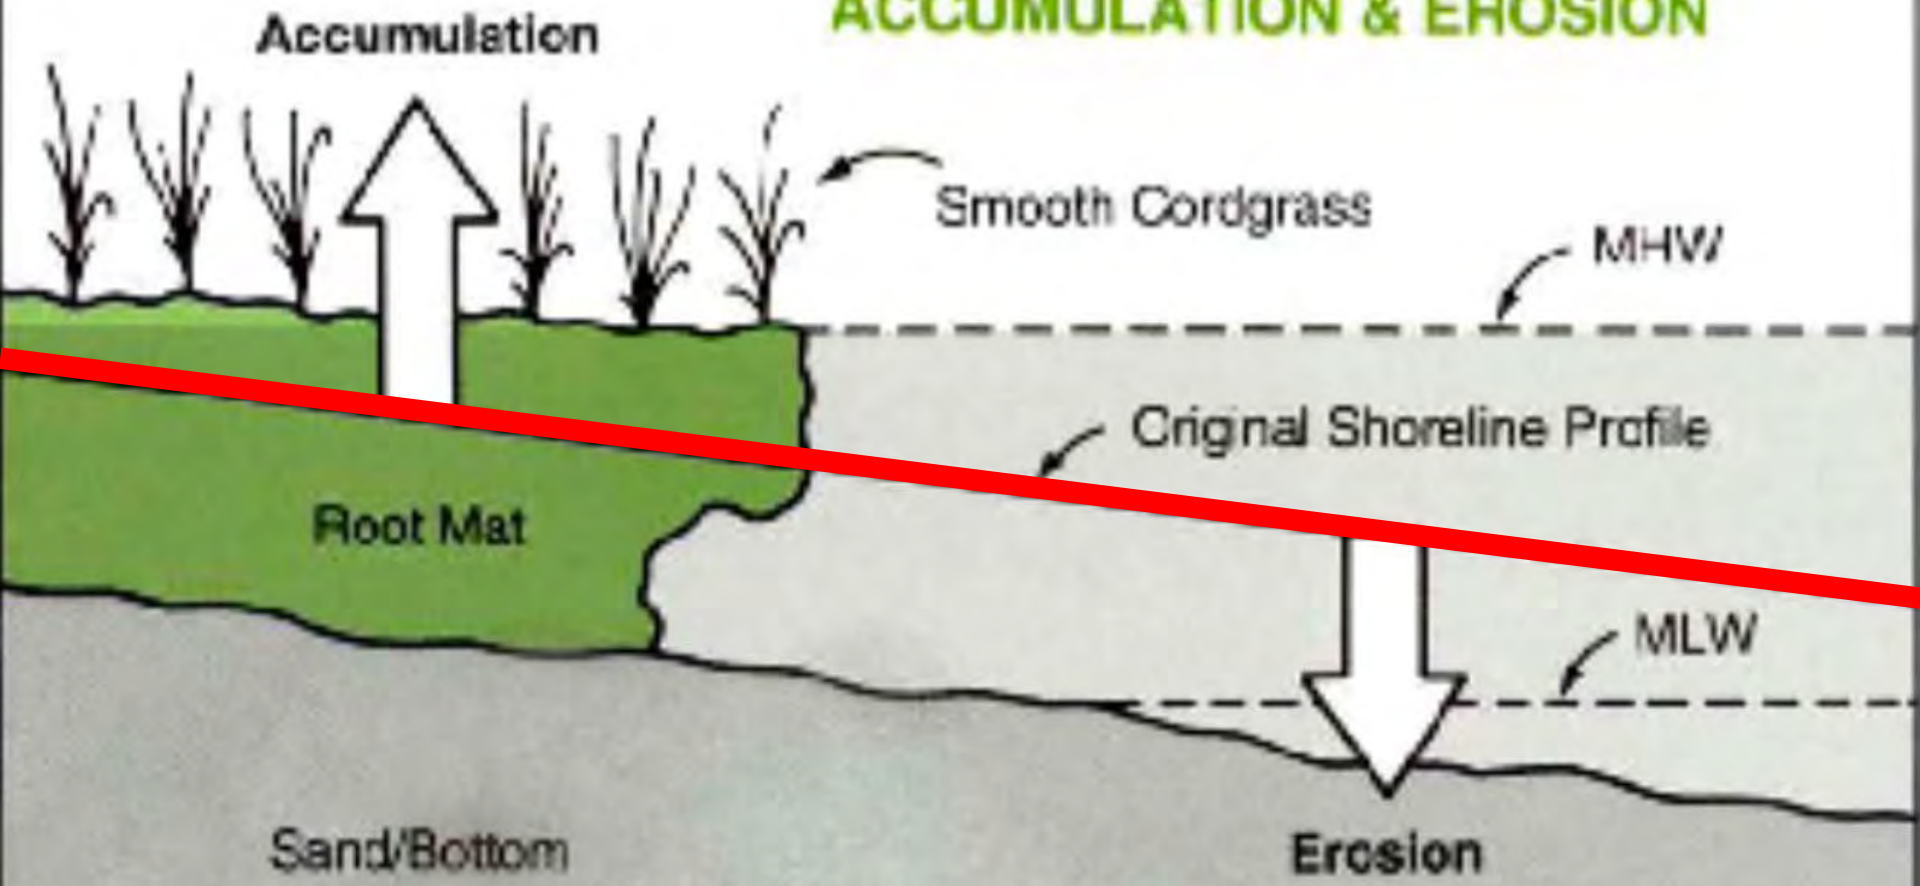 ACCUMULATION & EROSION
Accumulation
Smooth Cordgrass
MHW
Original Shoreline Profile
Root Mat
MLW
Sand/Bottom
Erosion